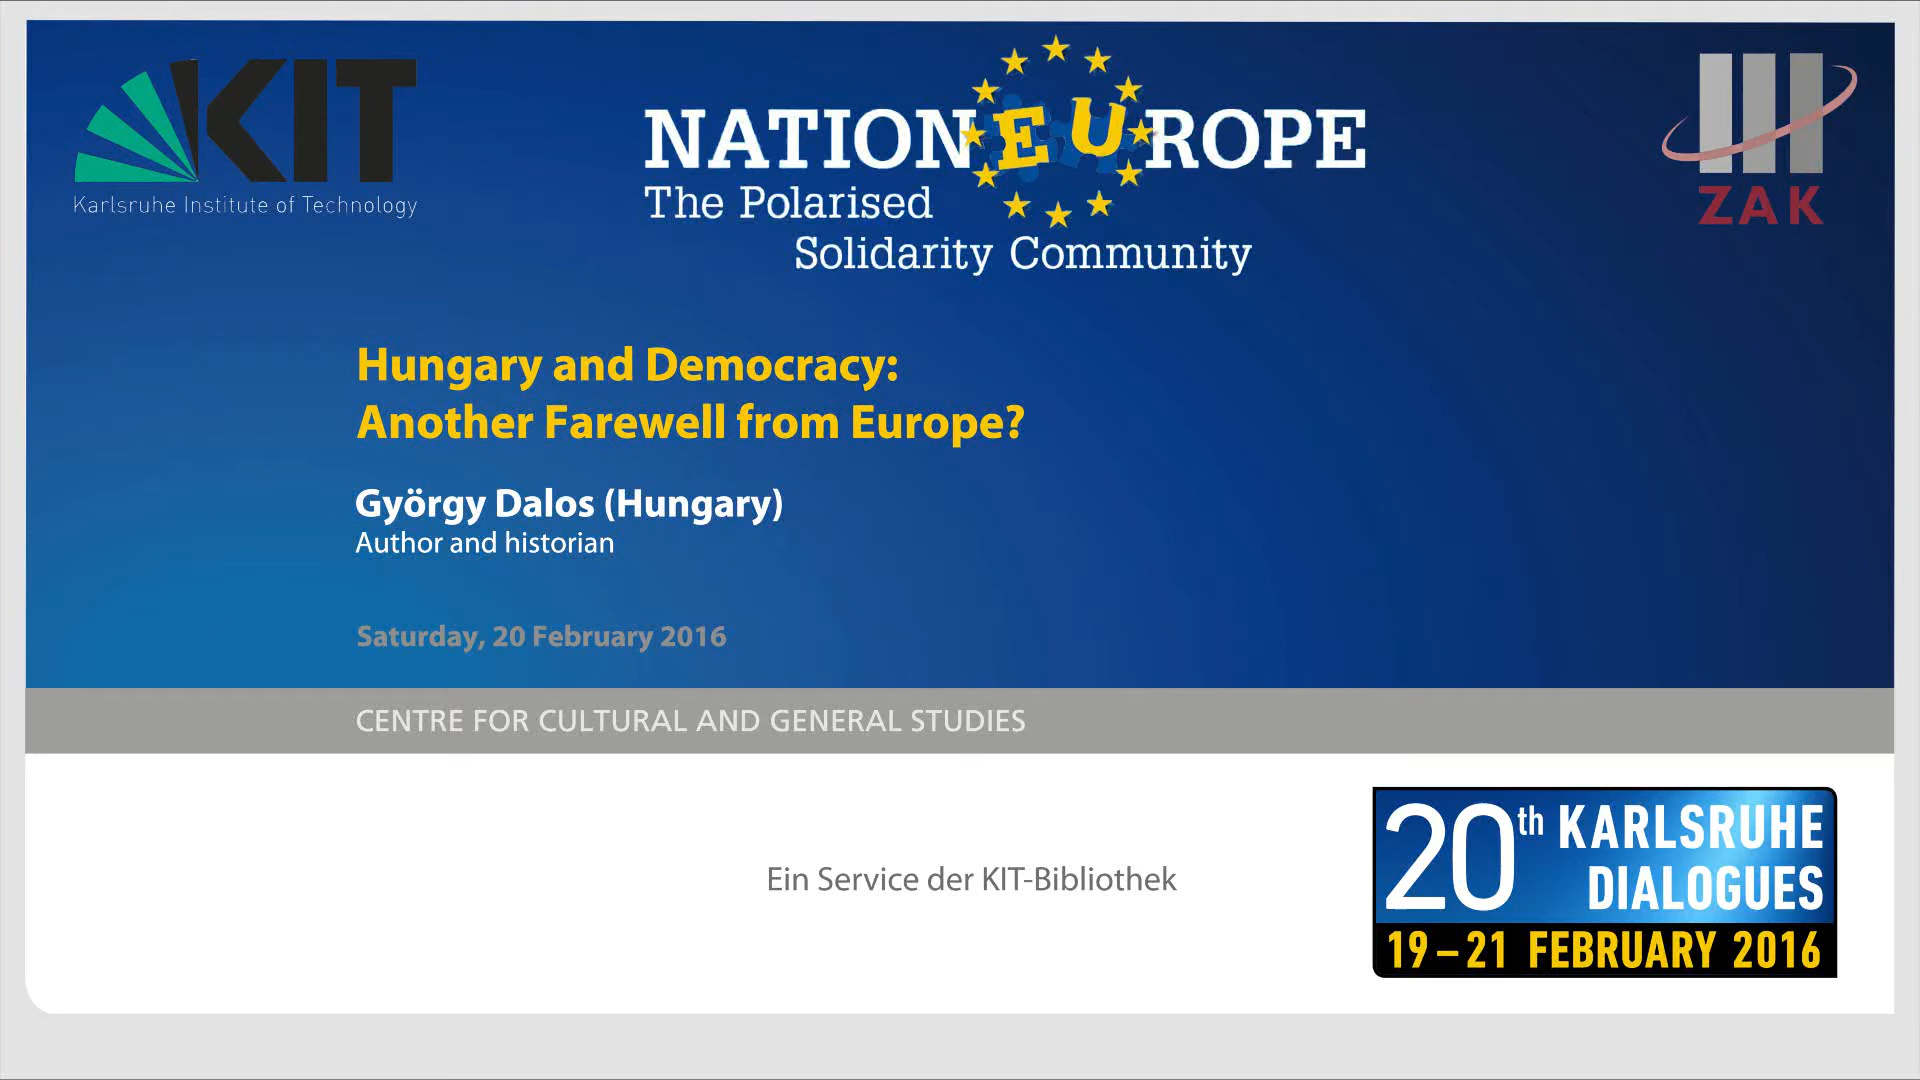 KIT
Karlsruhe Institute of Technology
NATIONEUROPE
The Polarised
Solidarity Community
ZAK
Hungary and Democracy:
Another Farewell from Europe?
György Dalos (Hungary)
Author and historian
Saturday, 20 February 2016
CENTRE FOR CULTURAL AND GENERAL STUDIES
Ein Service der KIT-Bibliothek
20th KARLSRUHE
DIALOGUES
19 – 21 FEBRUARY 2016